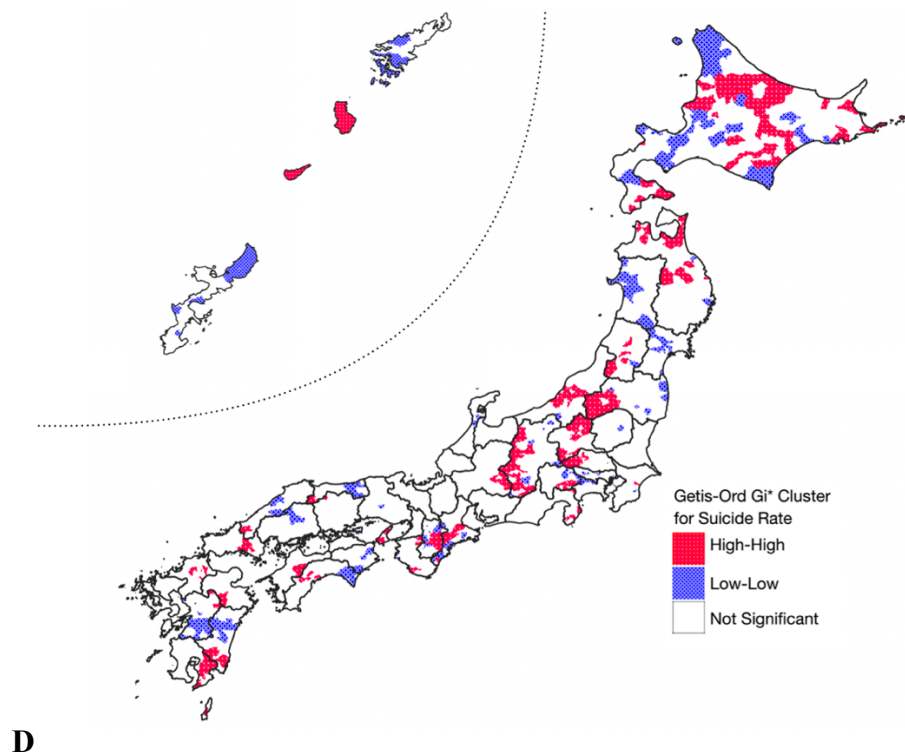 Getis-Ord Gi* Cluster
for Suicide Rate
High-High
Low-Low
Not Significant
D